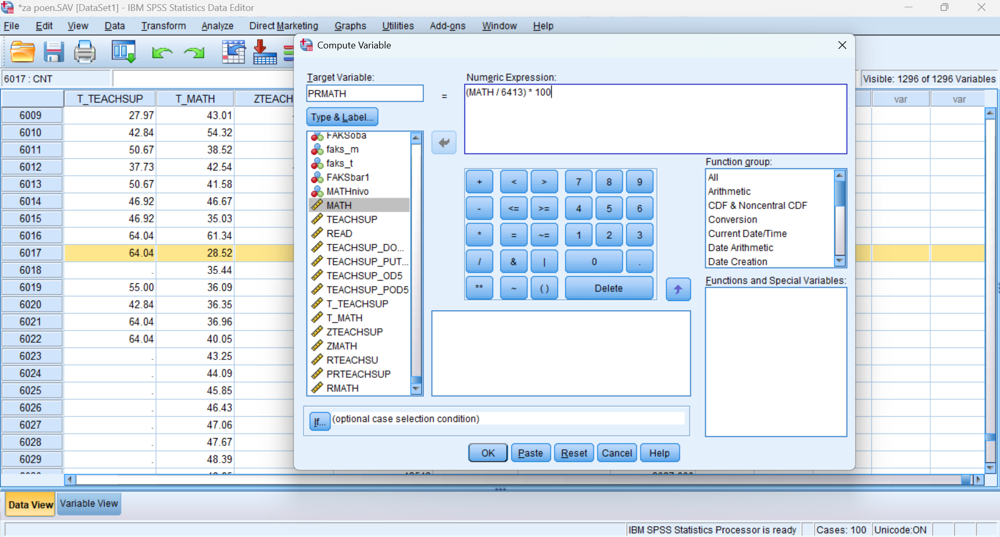 *za poen.SAV [DataSet1] - IBM SPSS Statistics Data Editor
File Edit View Data Transform Analyze Direct Marketing Graphs Utilities Add-ons Window Help
6017 : CNT
Visible: 1296 of 1296 Variables
T_TEACHSUP T_MATH ZTEACH
var var
6009 27.97 43.01
6010 42.84 54.32
6011 50.67 38.52
6012 37.73 42.54
6013 50.67 41.58
6014 46.92 46.67
6015 46.92 35.03
6016 64.04 61.34
6017 64.04 28.52
6018 . 35.44
6019 55.00 36.09
6020 42.84 36.35
6021 64.04 36.96
6022 64.04 40.05
6023 . 43.25
6024 . 44.09
6025 . 45.85
6026 . 46.43
6027 . 47.06
6028 . 47.67
6029 . 48.39
Compute Variable
Target Variable:
PRMATH
=
Numeric Expression:
(MATH / 6413) * 100
Type & Label...
FAKSoba
faks_m
faks_t
FAKSbar1
MATHnivo
MATH
TEACHSUP
READ
TEACHSUP_DO...
TEACHSUP_PUT...
TEACHSUP_OD5
TEACHSUP_POD5
T_TEACHSUP
T_MATH
ZTEACHSUP
ZMATH
RTEACHSU
PRTEACHSUP
RMATH
+ < > 7 8 9
- <= >= 4 5 6
* = ~= 1 2 3
/ & | 0 .
** ~ ( ) Delete
Function group:
All
Arithmetic
CDF & Noncentral CDF
Conversion
Current Date/Time
Date Arithmetic
Date Creation
Functions and Special Variables:
If... (optional case selection condition)
OK Paste Reset Cancel Help
Data View Variable View
IBM SPSS Statistics Processor is ready Cases: 100 Unicode:ON